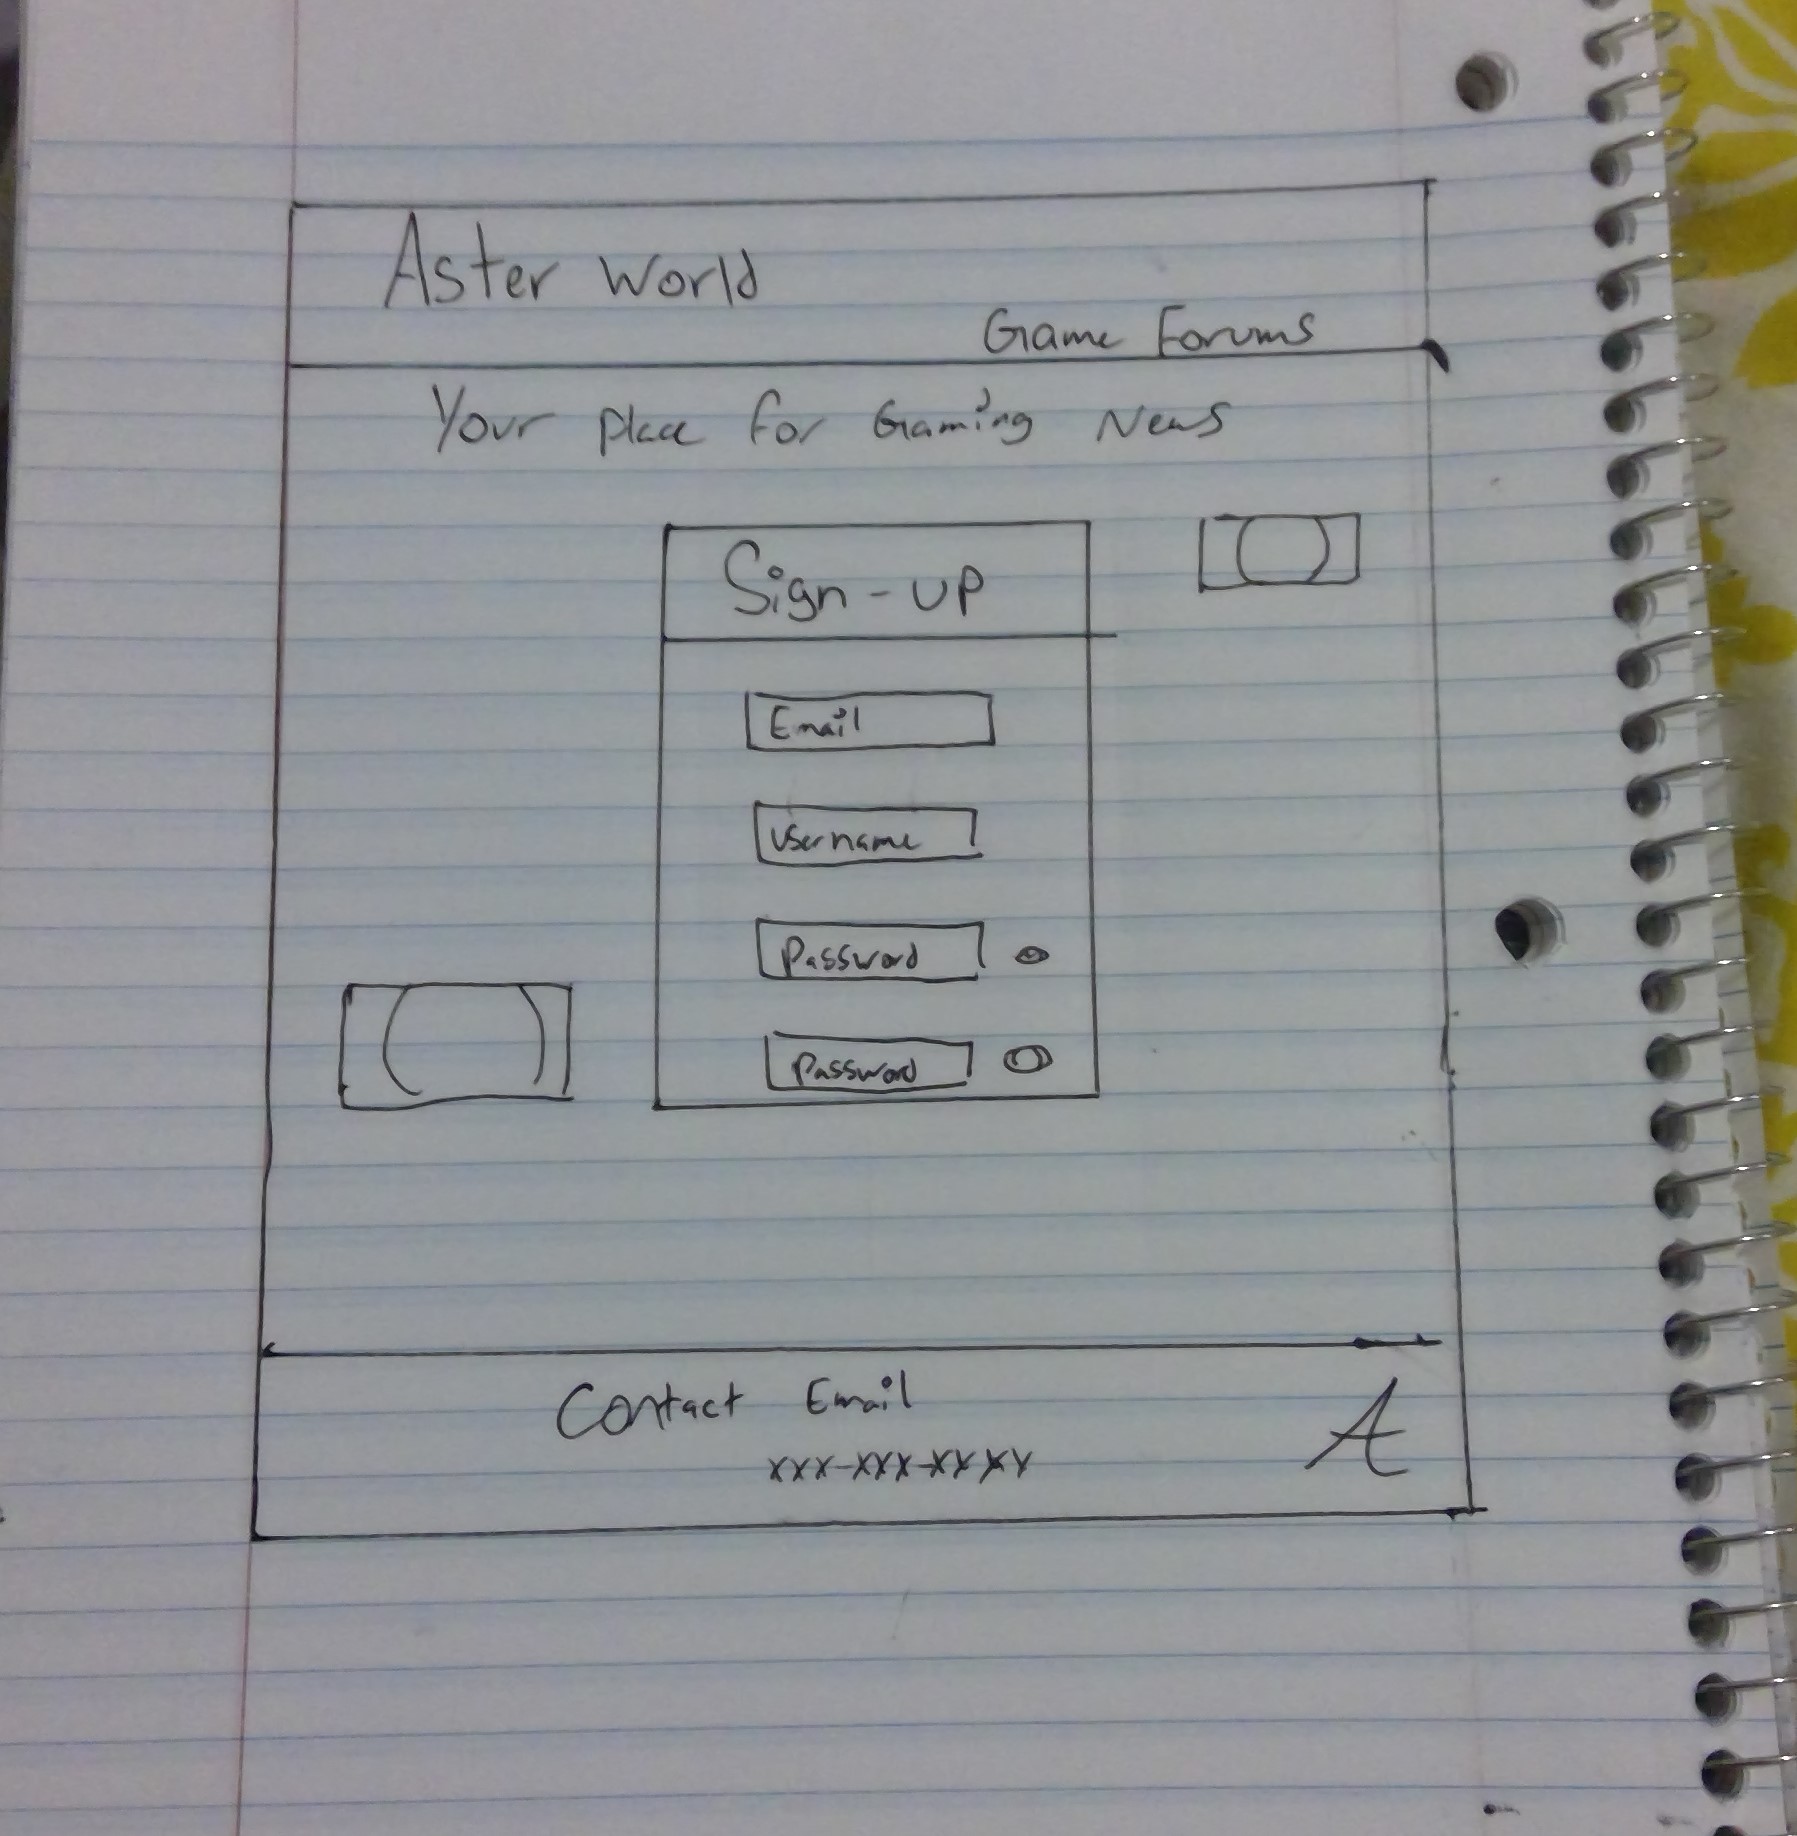 Aster World
Game Forums
Your place for Gaming News
Sign-up
Email
username
Password
Password
Contact Email
xxx-xxx-xxxx
A